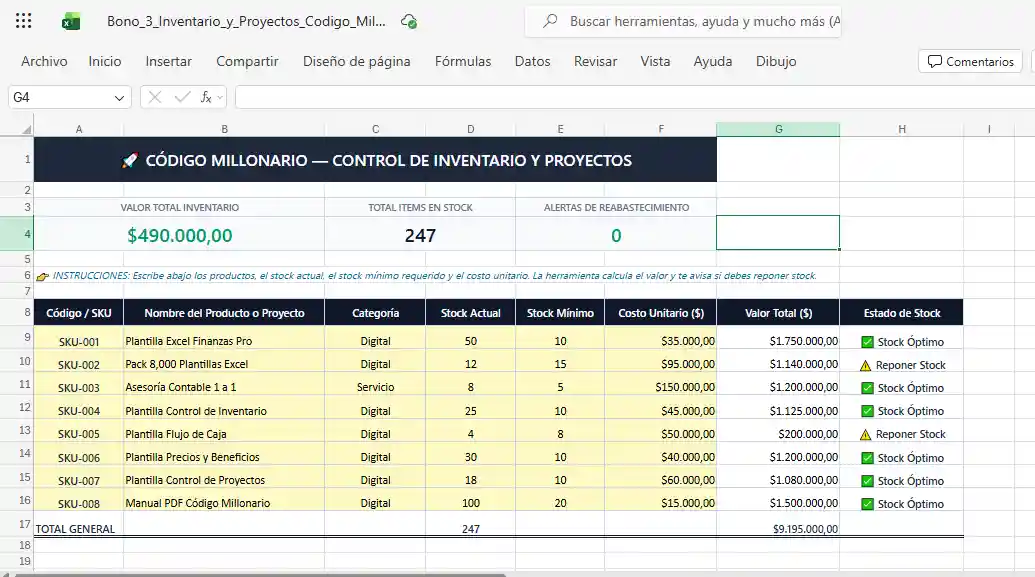 Bono_3_Inventario_y_Proyectos_Codigo_Mil...
Buscar herramientas, ayuda y mucho más (A
Archivo Inicio Insertar Compartir Diseño de página Fórmulas Datos Revisar Vista Ayuda Dibujo Comentarios
G4 fx
A B C D E F G H I
1 🚀 CÓDIGO MILLONARIO — CONTROL DE INVENTARIO Y PROYECTOS
2
3 VALOR TOTAL INVENTARIO TOTAL ITEMS EN STOCK ALERTAS DE REABASTECIMIENTO
4 $490.000,00 247 0
5
6 👉 INSTRUCCIONES: Escribe abajo los productos, el stock actual, el stock mínimo requerido y el costo unitario. La herramienta calcula el valor y te avisa si debes reponer stock.
7
8 Código / SKU Nombre del Producto o Proyecto Categoría Stock Actual Stock Mínimo Costo Unitario ($) Valor Total ($) Estado de Stock
9 SKU-001 Plantilla Excel Finanzas Pro Digital 50 10 $35.000,00 $1.750.000,00 ✅ Stock Óptimo
10 SKU-002 Pack 8,000 Plantillas Excel Digital 12 15 $95.000,00 $1.140.000,00 ⚠️ Reponer Stock
11 SKU-003 Asesoría Contable 1 a 1 Servicio 8 5 $150.000,00 $1.200.000,00 ✅ Stock Óptimo
12 SKU-004 Plantilla Control de Inventario Digital 25 10 $45.000,00 $1.125.000,00 ✅ Stock Óptimo
13 SKU-005 Plantilla Flujo de Caja Digital 4 8 $50.000,00 $200.000,00 ⚠️ Reponer Stock
14 SKU-006 Plantilla Precios y Beneficios Digital 30 10 $40.000,00 $1.200.000,00 ✅ Stock Óptimo
15 SKU-007 Plantilla Control de Proyectos Digital 18 10 $60.000,00 $1.080.000,00 ✅ Stock Óptimo
16 SKU-008 Manual PDF Código Millonario Digital 100 20 $15.000,00 $1.500.000,00 ✅ Stock Óptimo
17 TOTAL GENERAL 247 $9.195.000,00
18
19